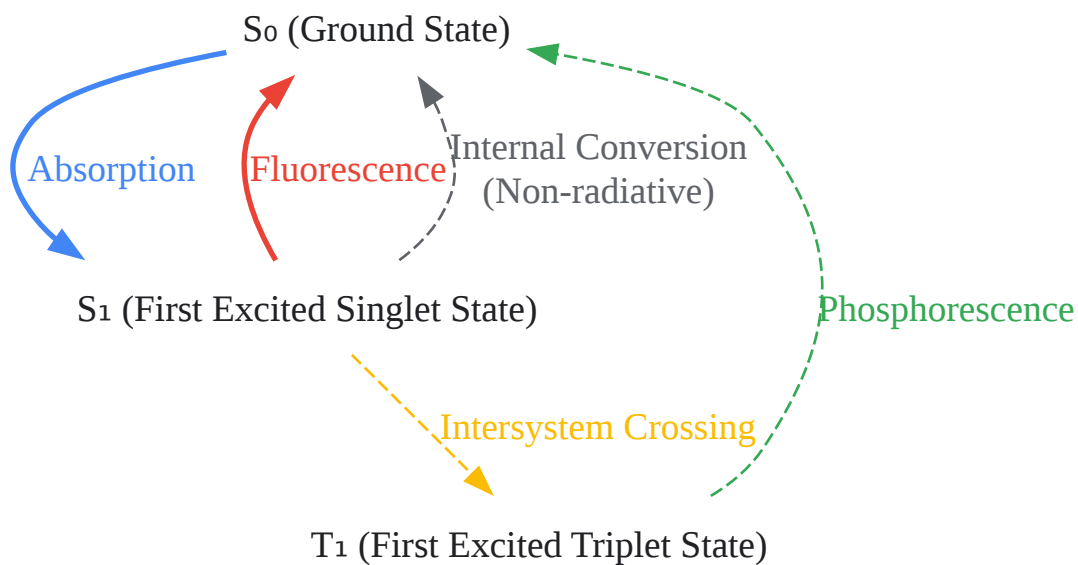 S₀ (Ground State)
Absorption
Fluorescence
Internal Conversion
(Non-radiative)
S₁ (First Excited Singlet State)
Phosphorescence
Intersystem Crossing
T₁ (First Excited Triplet State)